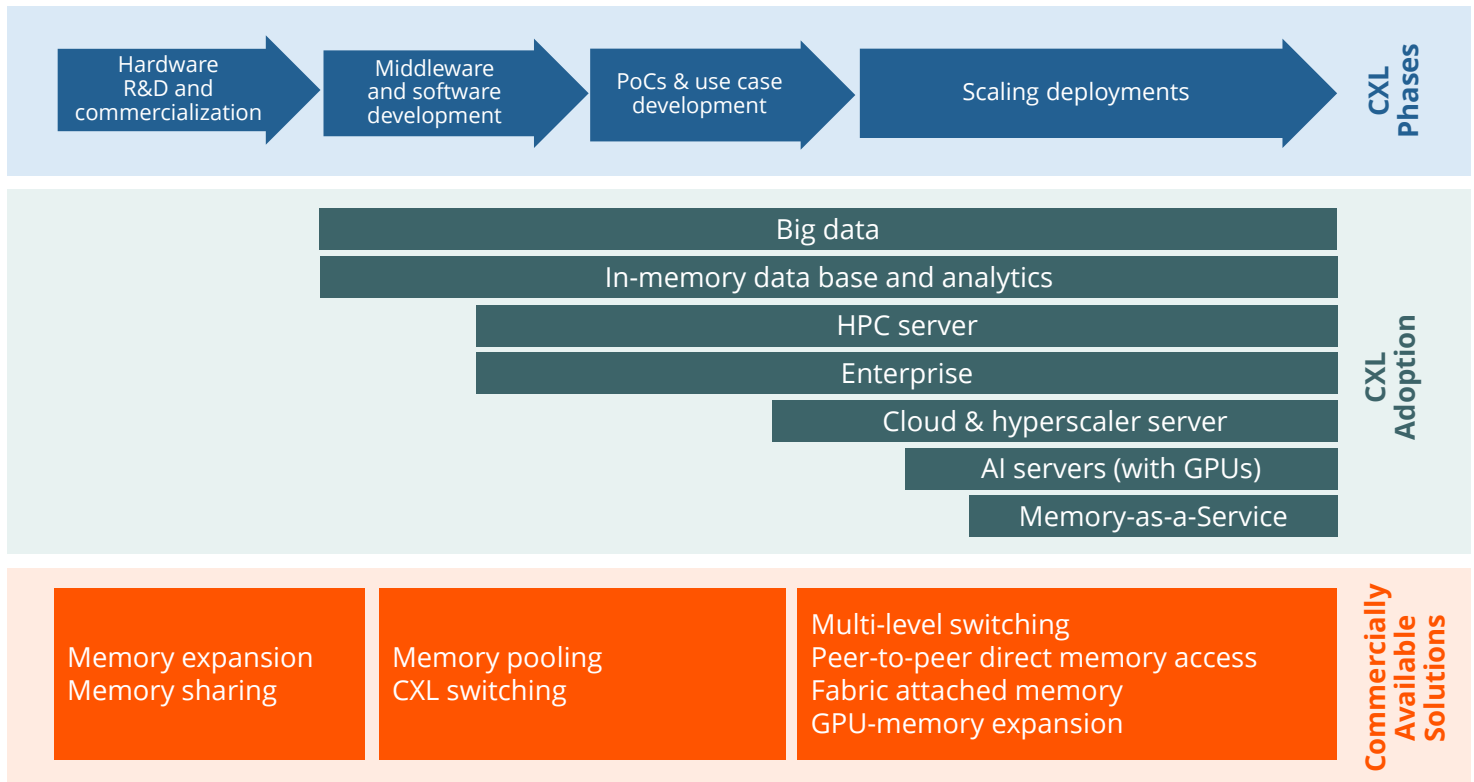 Hardware
R&D and
commercialization
Middleware
and software
development
PoCs & use case
development
Scaling deployments
CXL
Phases
Big data
In-memory data base and analytics
HPC server
Enterprise
Cloud & hyperscaler server
AI servers (with GPUs)
Memory-as-a-Service
CXL
Adoption
Memory expansion
Memory sharing
Memory pooling
CXL switching
Multi-level switching
Peer-to-peer direct memory access
Fabric attached memory
GPU-memory expansion
Commercially
Available
Solutions